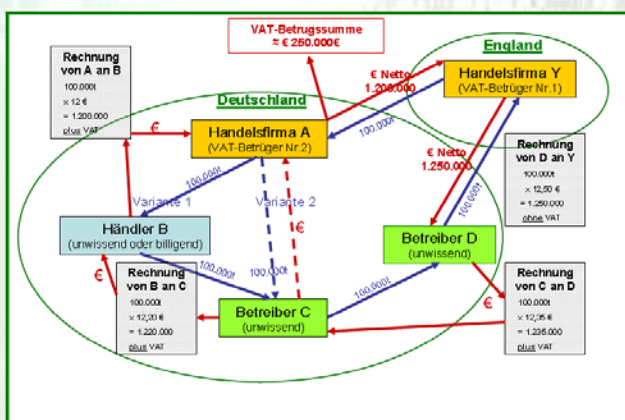 VAT-Betrugssumme
≈ € 250.000€
England
Rechnung
von A an B
100.000t
x 12 €
= 1.200.000
plus VAT
€ Netto
1.200.000
Handelsfirma Y
(VAT-Betrüger Nr.1)
Deutschland
€
Handelsfirma A
(VAT-Betrüger Nr.2)
100.000t
€ Netto
1.250.000
Rechnung
von D an Y
100.000t
x 12,50 €
= 1.250.000
ohne VAT
100.000t
Variante 1
Variante 2
100.000t
Händler B
(unwissend oder billigend)
€
Betreiber D
(unwissend)
€
100.000t
100.000t
Rechnung
von B an C
100.000t
x 12,20 €
= 1.220.000
plus VAT
Betreiber C
(unwissend)
100.000t
€
Rechnung
von C an D
100.000t
x 12,35 €
= 1.235.000
plus VAT